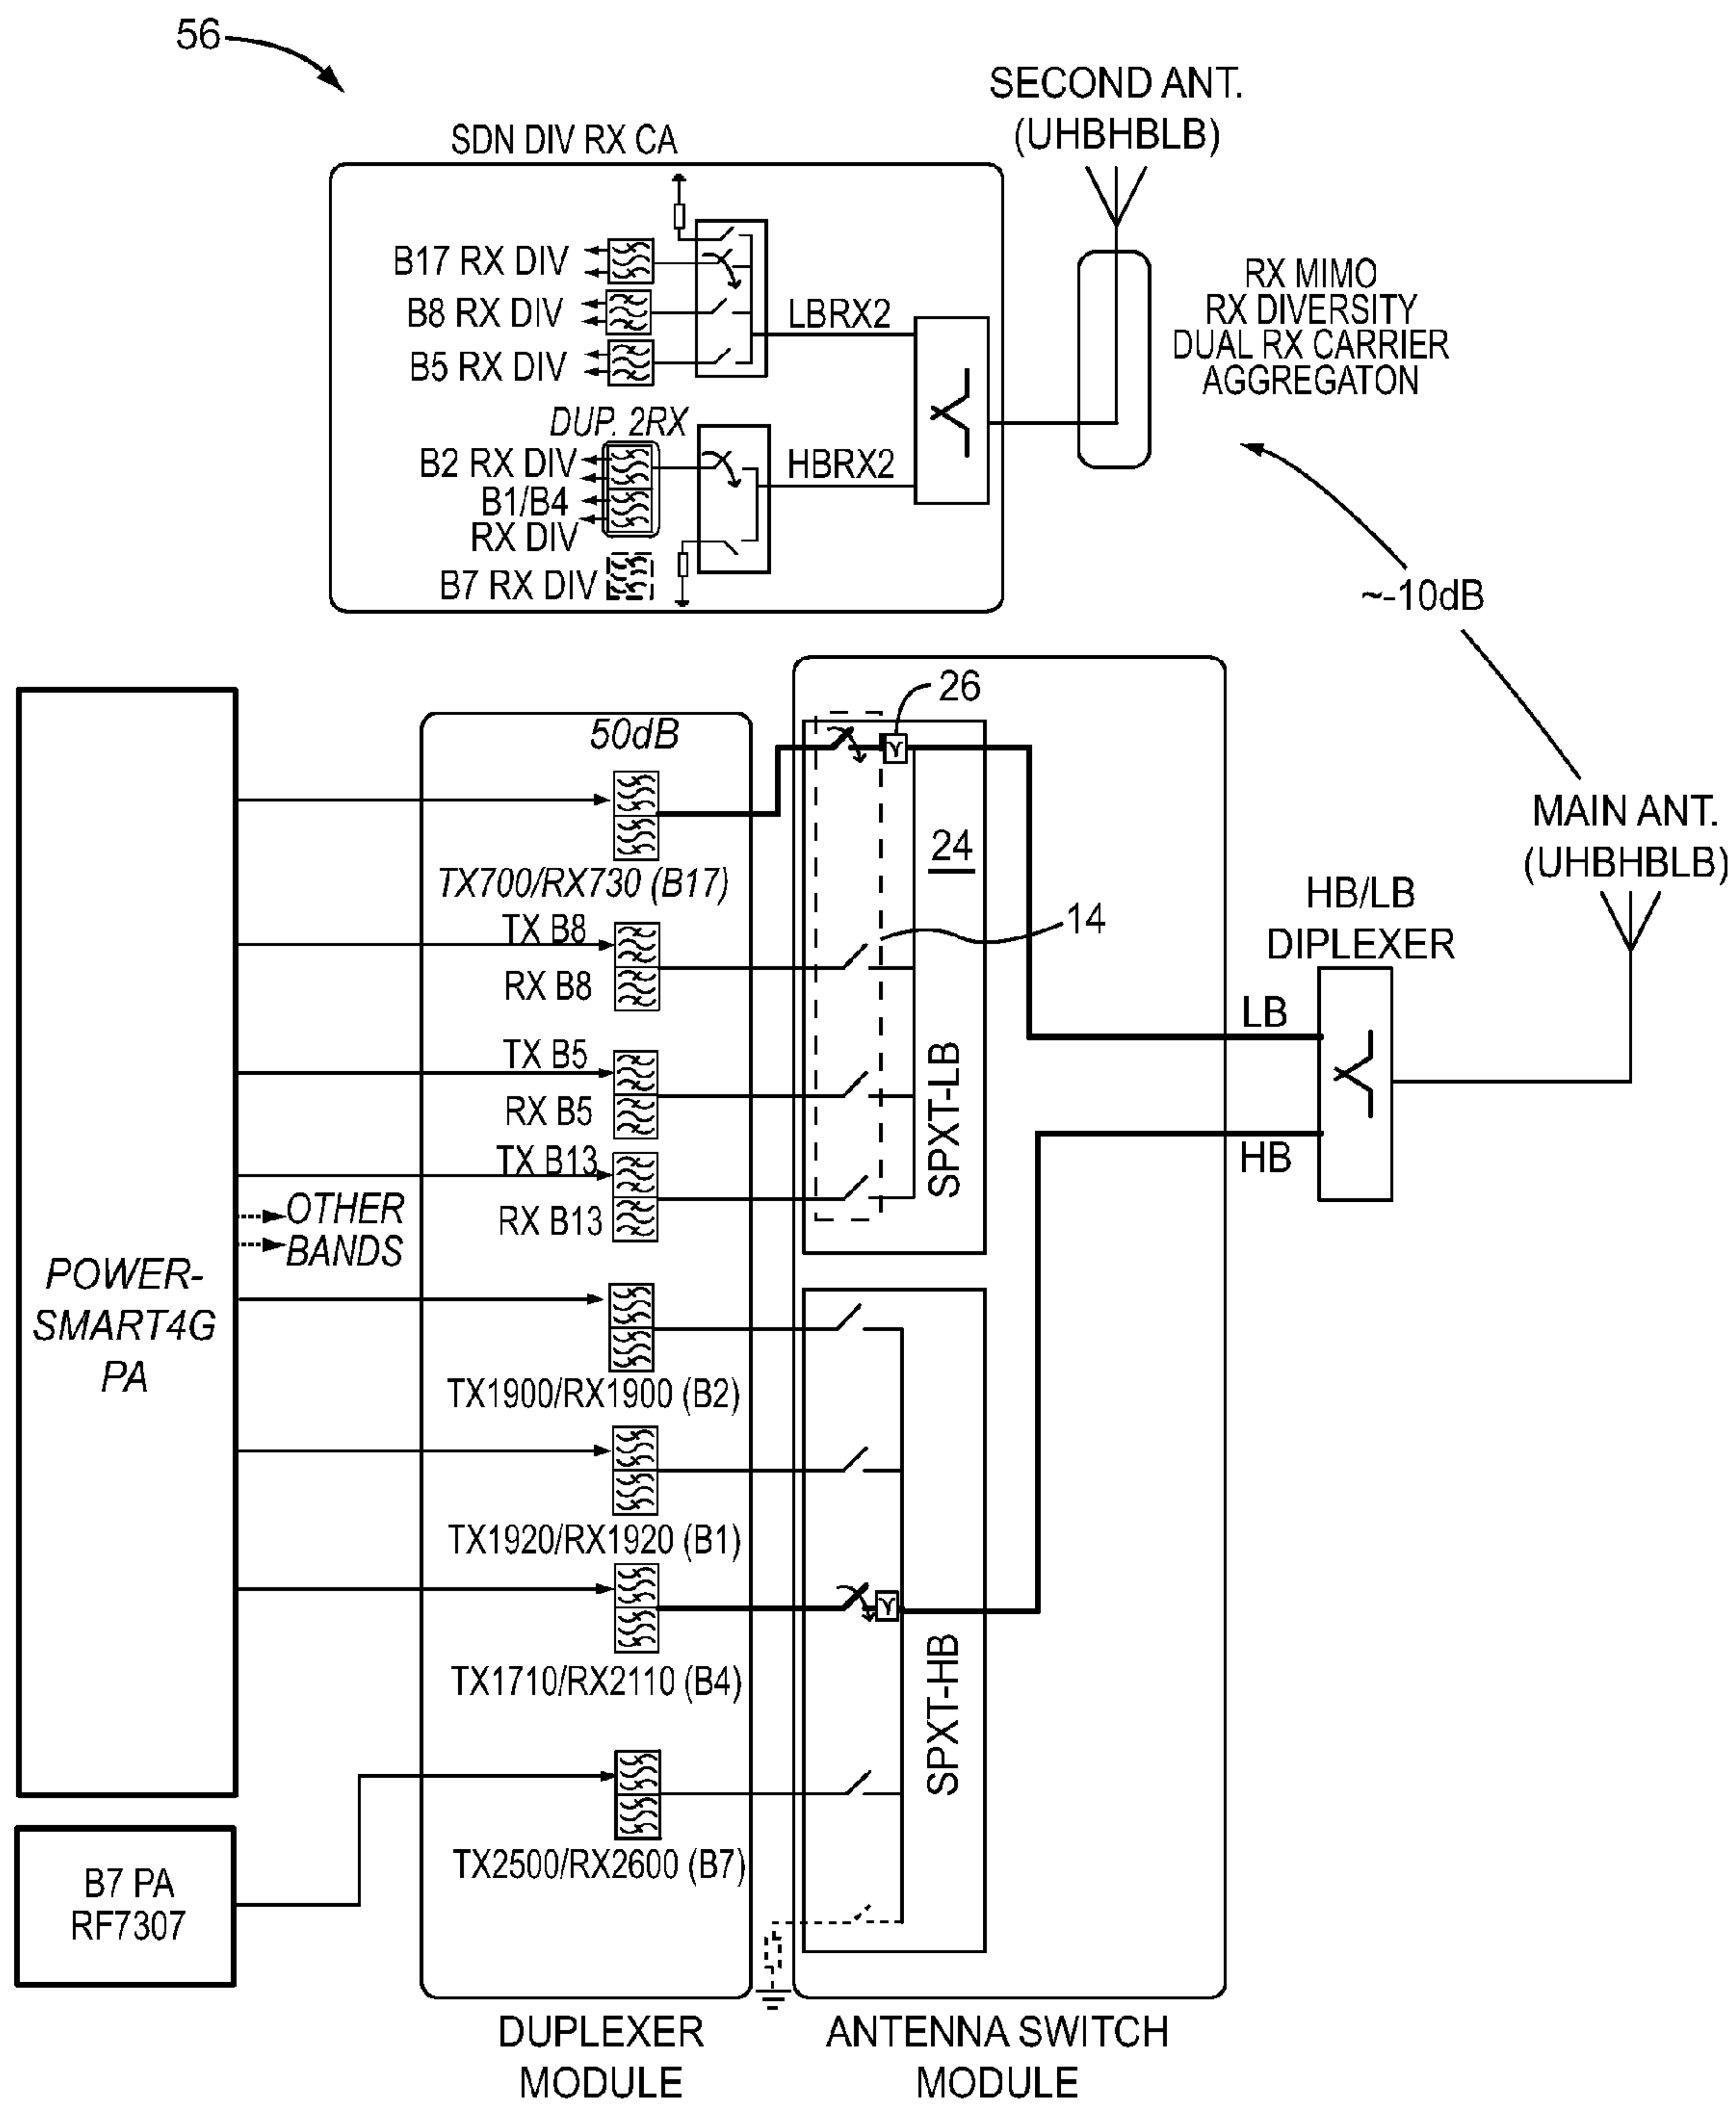 56
SECOND ANT.
(UHBHBLB)
SDN DIV RX CA
B17 RX DIV
B8 RX DIV
B5 RX DIV
LBRX2
DUP. 2RX
B2 RX DIV
B1/B4
RX DIV
B7 RX DIV
HBRX2
RX MIMO
RX DIVERSITY
DUAL RX CARRIER
AGGREGATON
~-10dB
MAIN ANT.
(UHBHBLB)
HB/LB
DIPLEXER
LB
HB
26
24
14
SPXT-LB
SPXT-HB
50dB
TX700/RX730 (B17)
TX B8
RX B8
TX B5
RX B5
TX B13
RX B13
OTHER
BANDS
POWER-
SMART4G
PA
TX1900/RX1900 (B2)
TX1920/RX1920 (B1)
TX1710/RX2110 (B4)
TX2500/RX2600 (B7)
B7 PA
RF7307
DUPLEXER
MODULE
ANTENNA SWITCH
MODULE